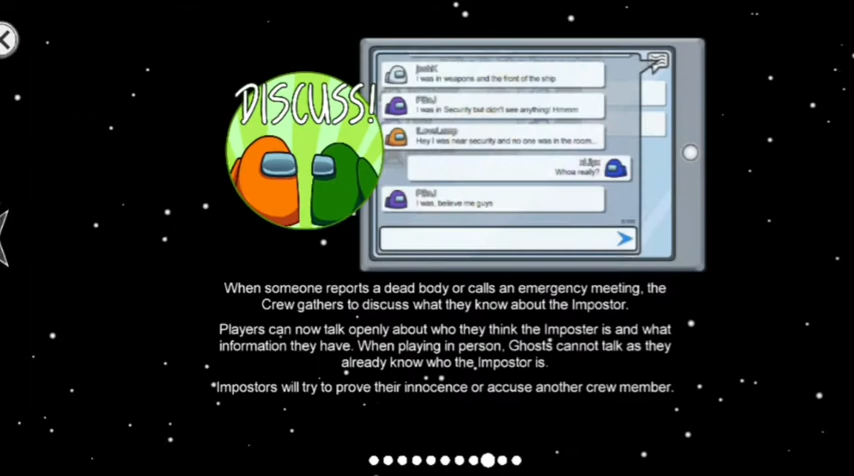 DISCUSS!
joshK
I was in weapons and the front of the ship
I was in Security but didn't see anything! Hmmm
Hey I was near security and no one was in the room...
Whoa really?
I was, believe me guys
When someone reports a dead body or calls an emergency meeting, the
Crew gathers to discuss what they know about the Impostor.
Players can now talk openly about who they think the Imposter is and what
information they have. When playing in person, Ghosts cannot talk as they
already know who the Impostor is.
Impostors will try to prove their innocence or accuse another crew member.